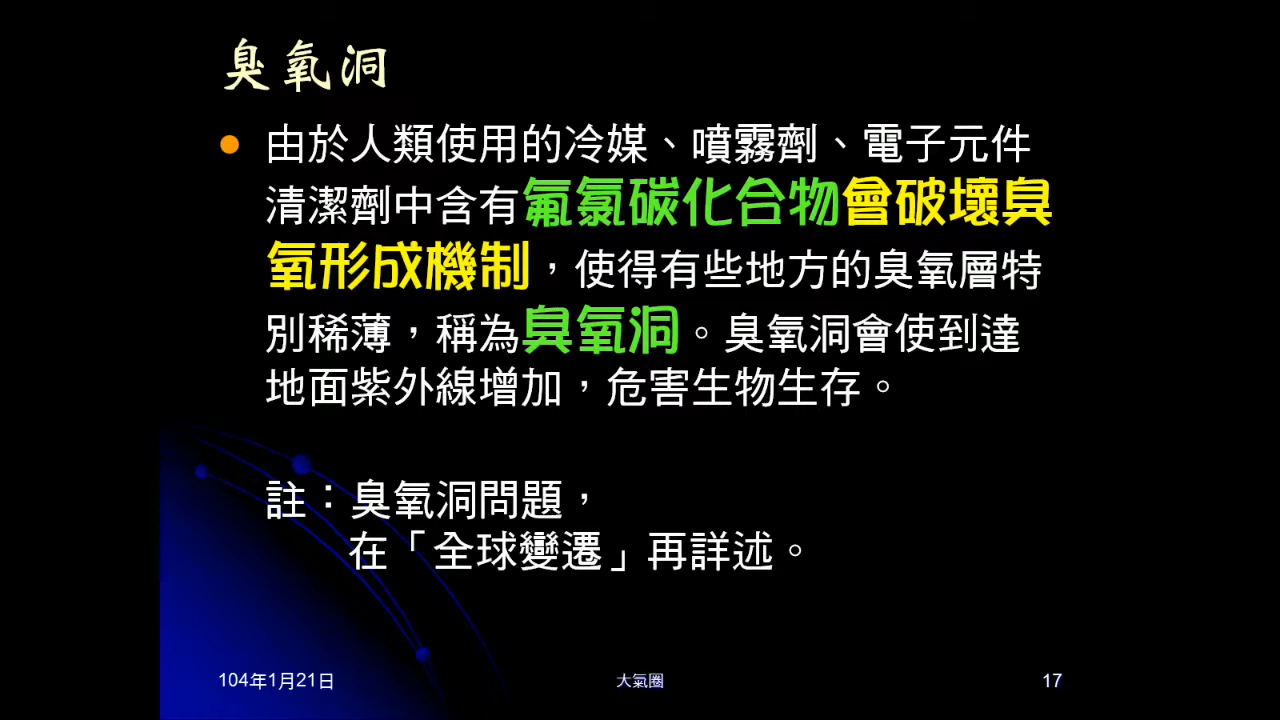 臭氧洞
由於人類使用的冷媒、噴霧劑、電子元件
清潔劑中含有氟氯碳化合物會破壞臭
氧形成機制，使得有些地方的臭氧層特
別稀薄，稱為臭氧洞。臭氧洞會使到達
地面紫外線增加，危害生物生存。
註：臭氧洞問題，
在「全球變遷」再詳述。
104年1月21日
大氣圈
17